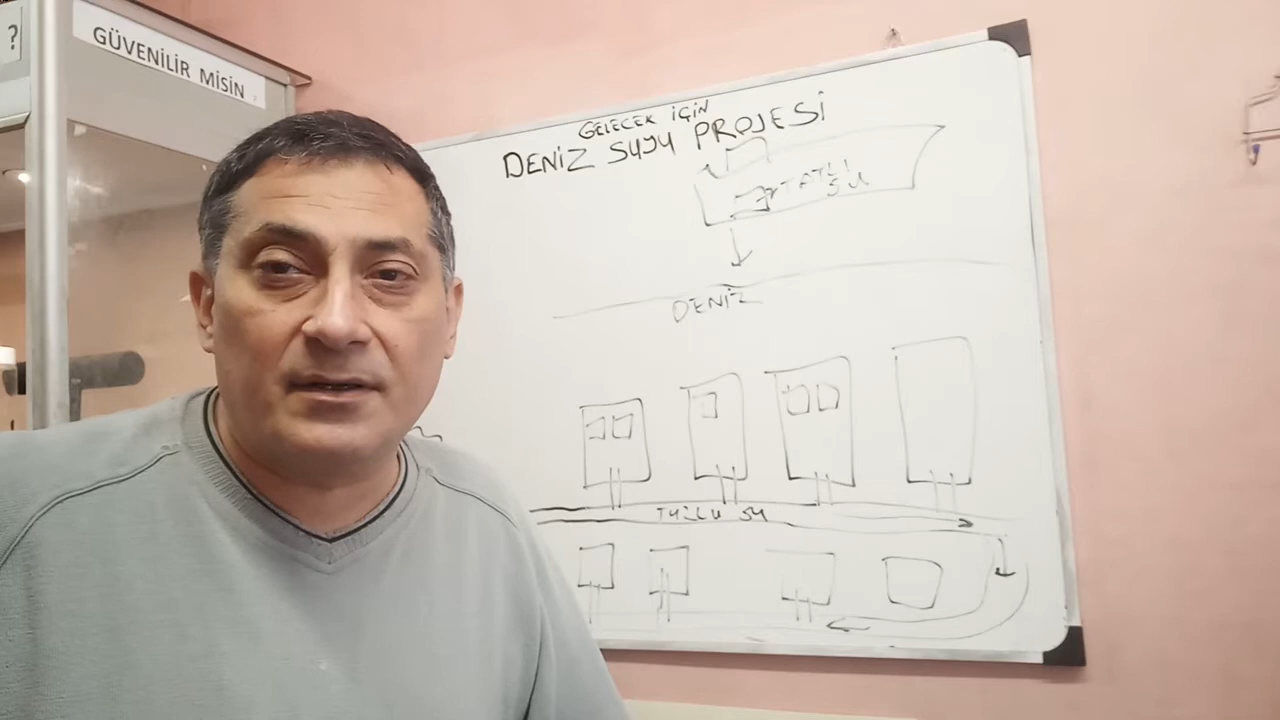 ?
GÜVENİLİR MİSİN ?
GELECEK İÇİN
DENİZ SUYU PROJESİ
TATLI
SU
DENİZ
TUZLU SU